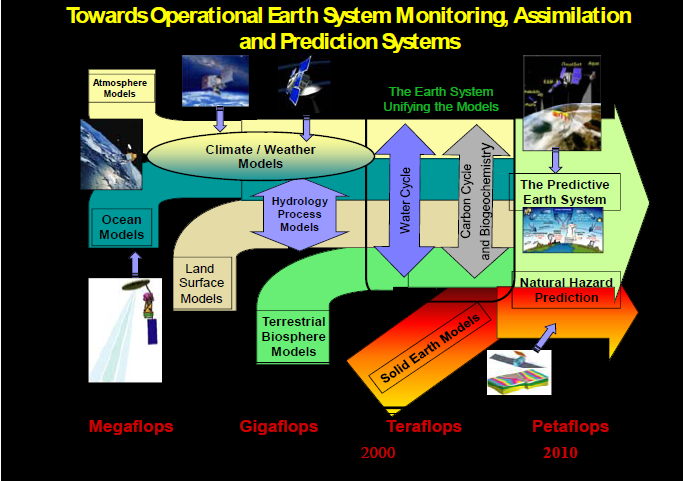 Towards Operational Earth System Monitoring, Assimilation
and Prediction Systems
Atmosphere
Models
The Earth System
Unifying the Models
Climate / Weather
Models
Hydrology
Process
Models
Water Cycle
Carbon Cycle
and Biogeochemistry
The Predictive
Earth System
Ocean
Models
Land
Surface
Models
Natural Hazard
Prediction
Terrestrial
Biosphere
Models
Solid Earth Models
Megaflops
Gigaflops
Teraflops
Petaflops
2000
2010